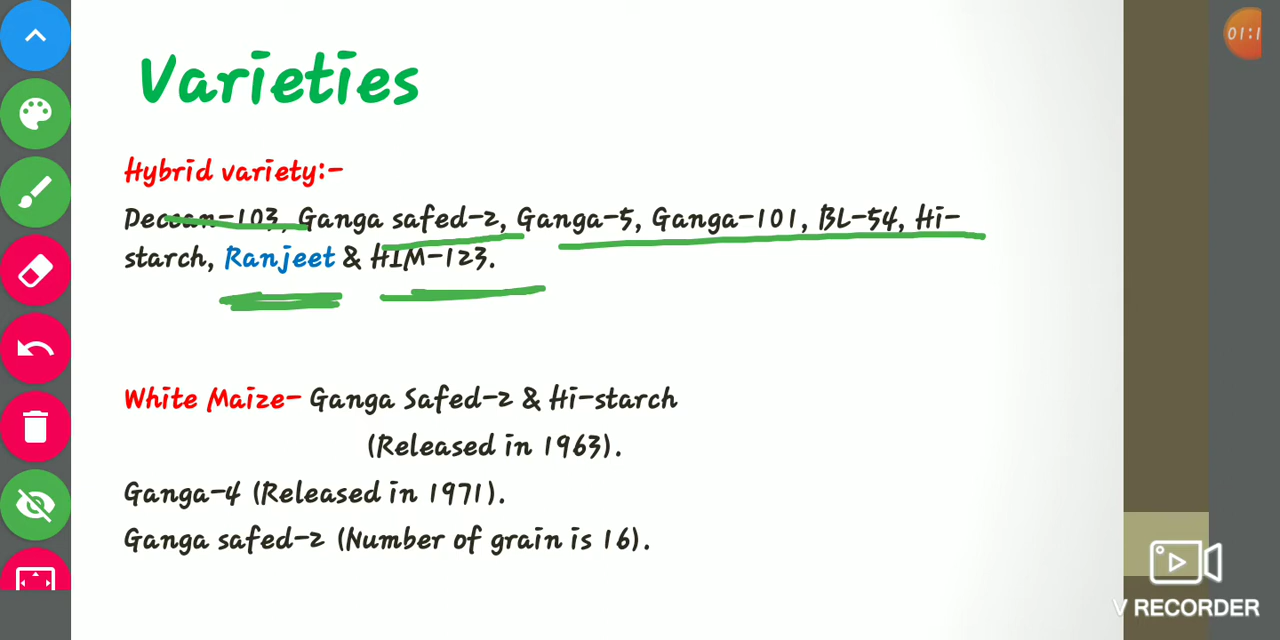 Varieties
Hybrid variety:-
Deccan-103, Ganga safed-2, Ganga-5, Ganga-101, BL-54, Hi-
starch, Ranjeet & HIM-123.
White Maize- Ganga Safed-2 & Hi-starch
(Released in 1963).
Ganga-4 (Released in 1971).
Ganga safed-2 (Number of grain is 16).
01:1
V RECORDER